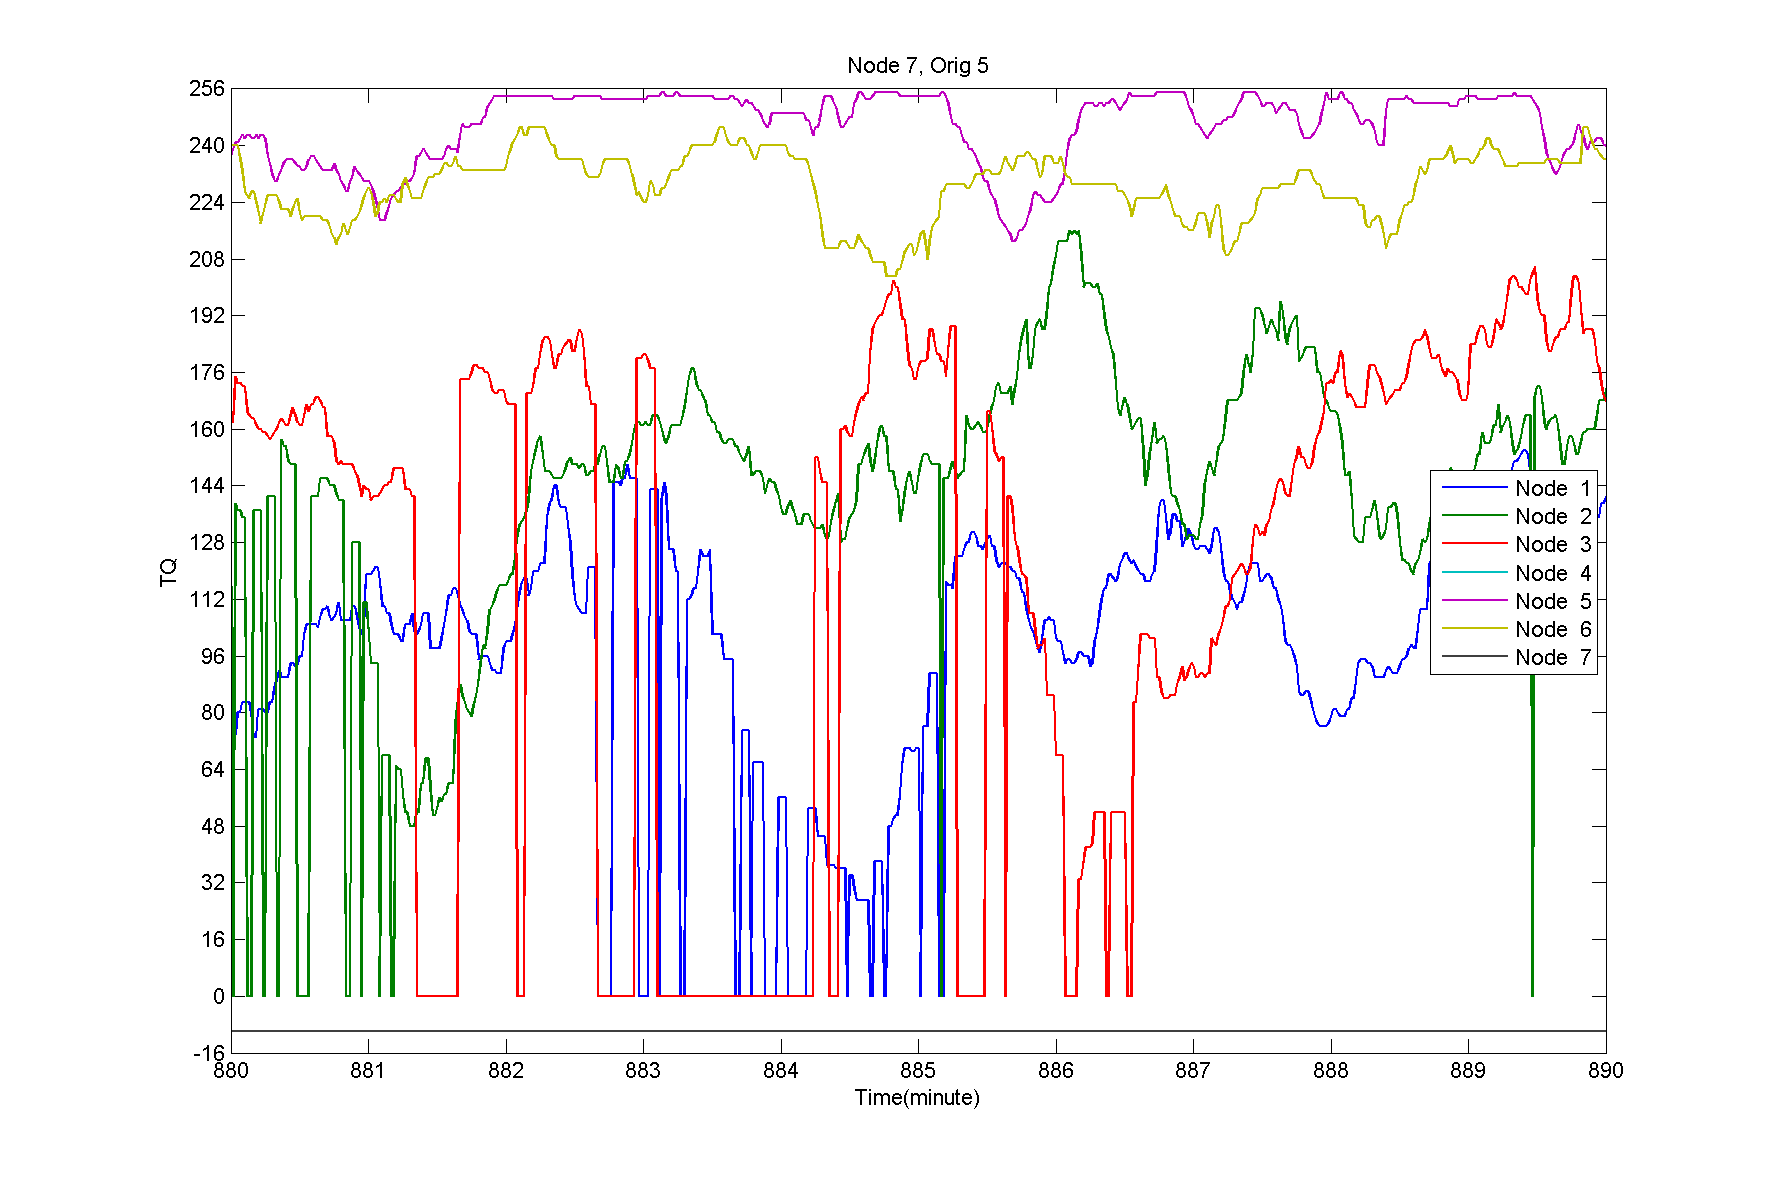 Node 7, Orig 5
256
240
224
208
192
176
160
144
128
112
96
80
64
48
32
16
0
-16
TQ
Node 1
Node 2
Node 3
Node 4
Node 5
Node 6
Node 7
880 881 882 883 884 885 886 887 888 889 890
Time(minute)